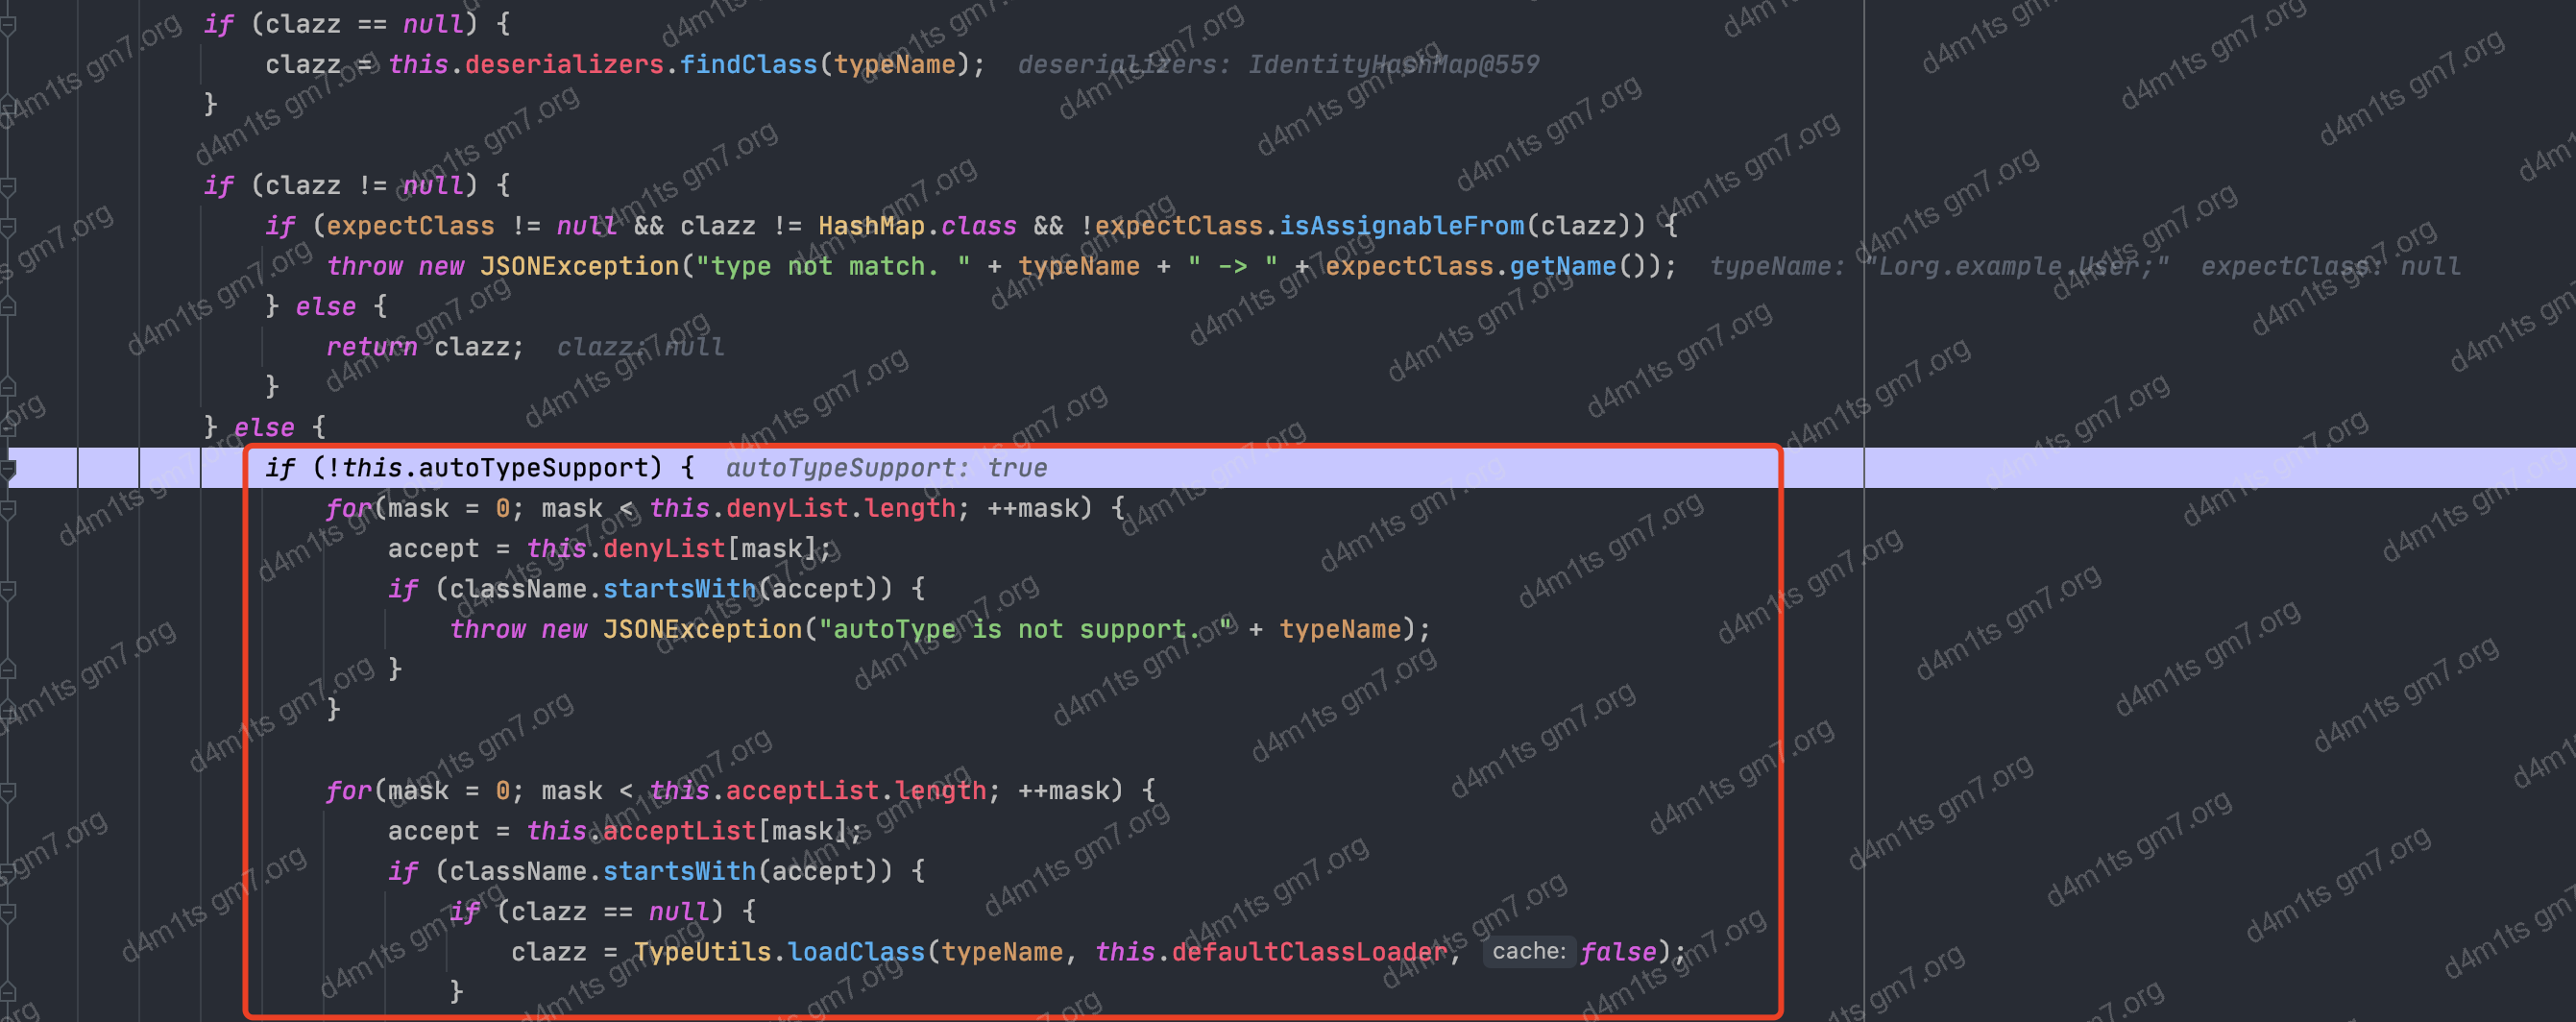 if (clazz == null) {
clazz = this.deserializers.findClass(typeName);  deserializers: IdentityHashMap@559
}
if (clazz != null) {
if (expectClass != null && clazz != HashMap.class && !expectClass.isAssignableFrom(clazz)) {
throw new JSONException("type not match. " + typeName + " -> " + expectClass.getName());  typeName: "Lorg.example.User;"  expectClass: null
} else {
return clazz;  clazz: null
}
} else {
if (!this.autoTypeSupport) {  autoTypeSupport: true
for(mask = 0; mask < this.denyList.length; ++mask) {
accept = this.denyList[mask];
if (className.startsWith(accept)) {
throw new JSONException("autoType is not support. " + typeName);
}
}
for(mask = 0; mask < this.acceptList.length; ++mask) {
accept = this.acceptList[mask];
if (className.startsWith(accept)) {
if (clazz == null) {
clazz = TypeUtils.loadClass(typeName, this.defaultClassLoader, cache: false);
}
d4m1ts gm7.org